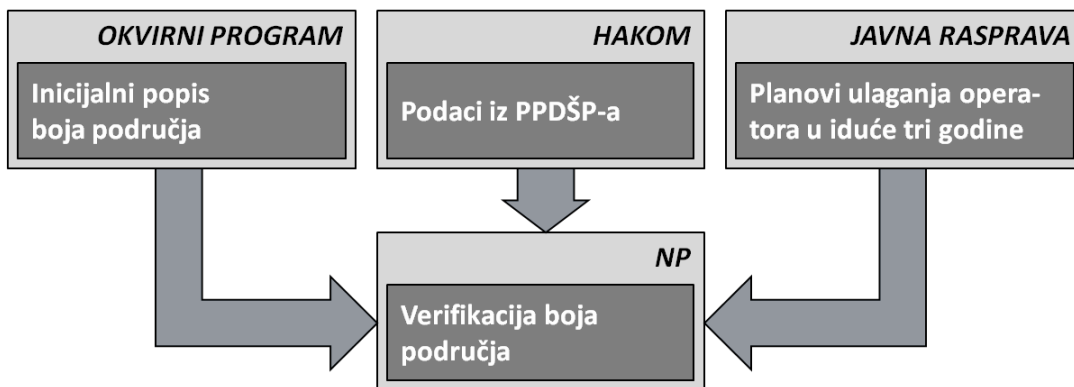 OKVIRNI PROGRAM
Inicijalni popis
boja područja
HAKOM
Podaci iz PPDŠP-a
JAVNA RASPRAVA
Planovi ulaganja opera-
tora u iduće tri godine
NP
Verifikacija boja
područja